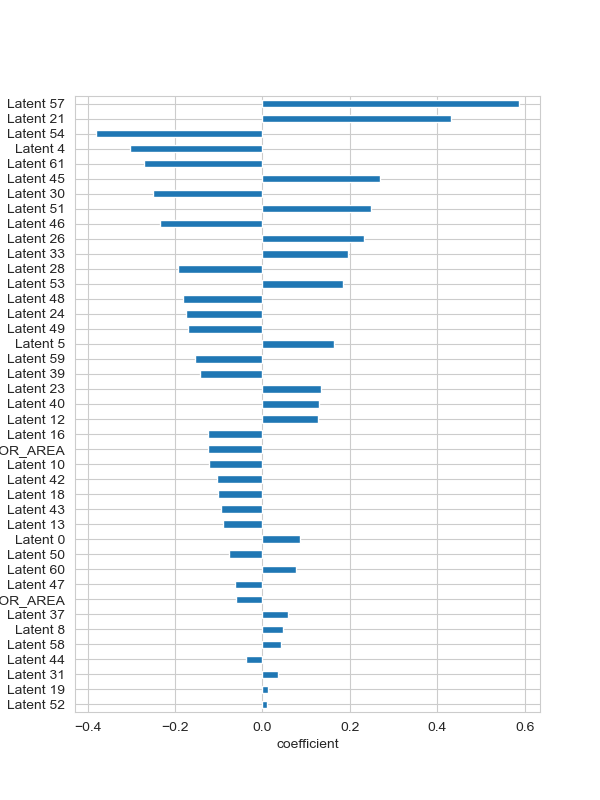 Latent 57
Latent 21
Latent 54
Latent 4
Latent 61
Latent 45
Latent 30
Latent 51
Latent 46
Latent 26
Latent 33
Latent 28
Latent 53
Latent 48
Latent 24
Latent 49
Latent 5
Latent 59
Latent 39
Latent 23
Latent 40
Latent 12
Latent 16
OR_AREA
Latent 10
Latent 42
Latent 18
Latent 43
Latent 13
Latent 0
Latent 50
Latent 60
Latent 47
OR_AREA
Latent 37
Latent 8
Latent 58
Latent 44
Latent 31
Latent 19
Latent 52
−0.4 −0.2 0.0 0.2 0.4 0.6
coefficient